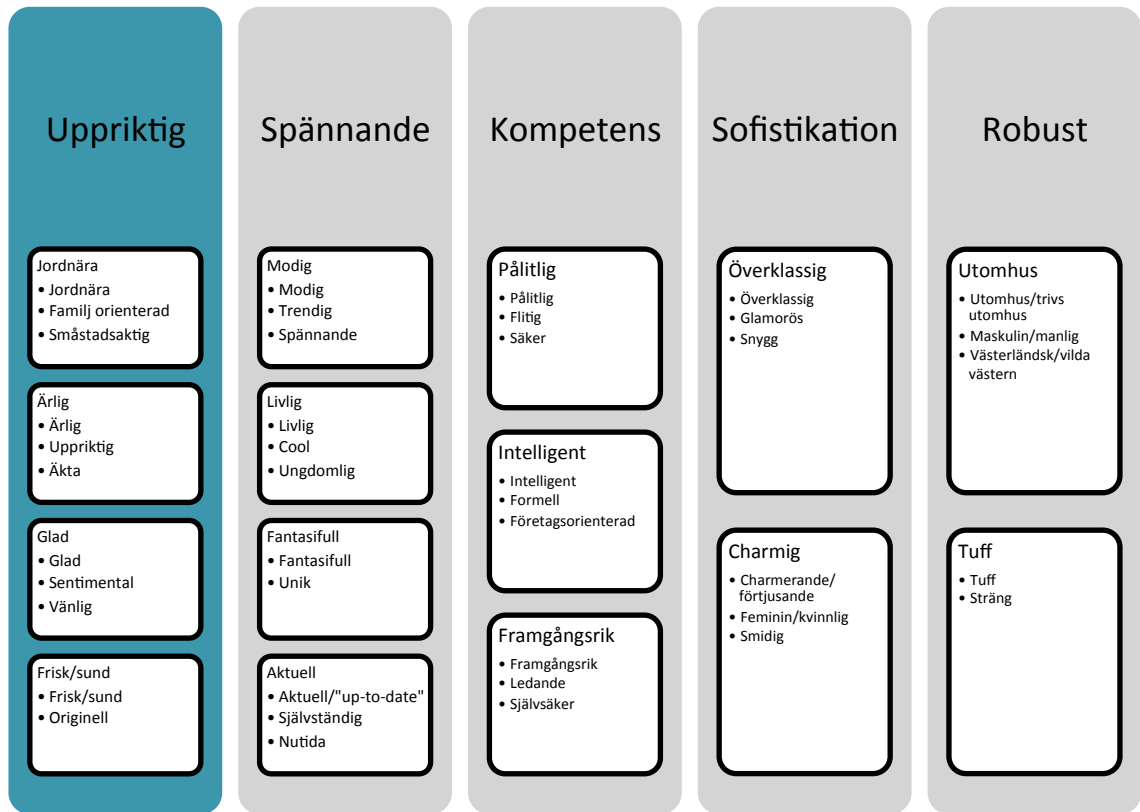 Uppriktig
Jordnära
• Jordnära
• Familj orienterad
• Småstadsaktig
Ärlig
• Ärlig
• Uppriktig
• Äkta
Glad
• Glad
• Sentimental
• Vänlig
Frisk/sund
• Frisk/sund
• Originell
Spännande
Modig
• Modig
• Trendig
• Spännande
Livlig
• Livlig
• Cool
• Ungdomlig
Fantasifull
• Fantasifull
• Unik
Aktuell
• Aktuell/"up-to-date"
• Självständig
• Nutida
Kompetens
Pålitlig
• Pålitlig
• Flitig
• Säker
Intelligent
• Intelligent
• Formell
• Företagsorienterad
Framgångsrik
• Framgångsrik
• Ledande
• Självsäker
Sofistikation
Överklassig
• Överklassig
• Glamorös
• Snygg
Charmig
• Charmerande/
förtjusande
• Feminin/kvinnlig
• Smidig
Robust
Utomhus
• Utomhus/trivs
utomhus
• Maskulin/manlig
• Västerländsk/vilda
västern
Tuff
• Tuff
• Sträng